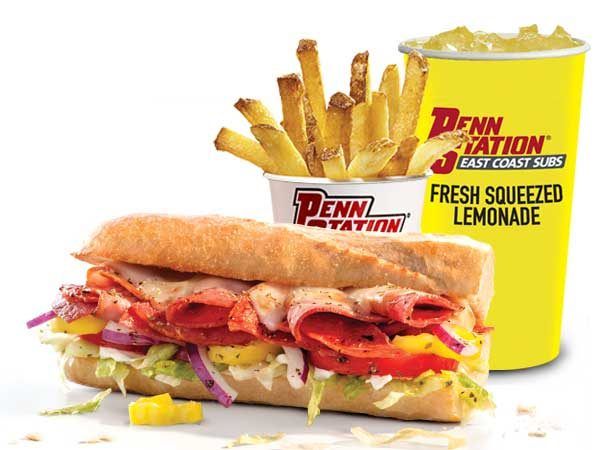 PENN
STATION®
EAST COAST SUBS
FRESH SQUEEZED
LEMONADE
PENN
STATION®